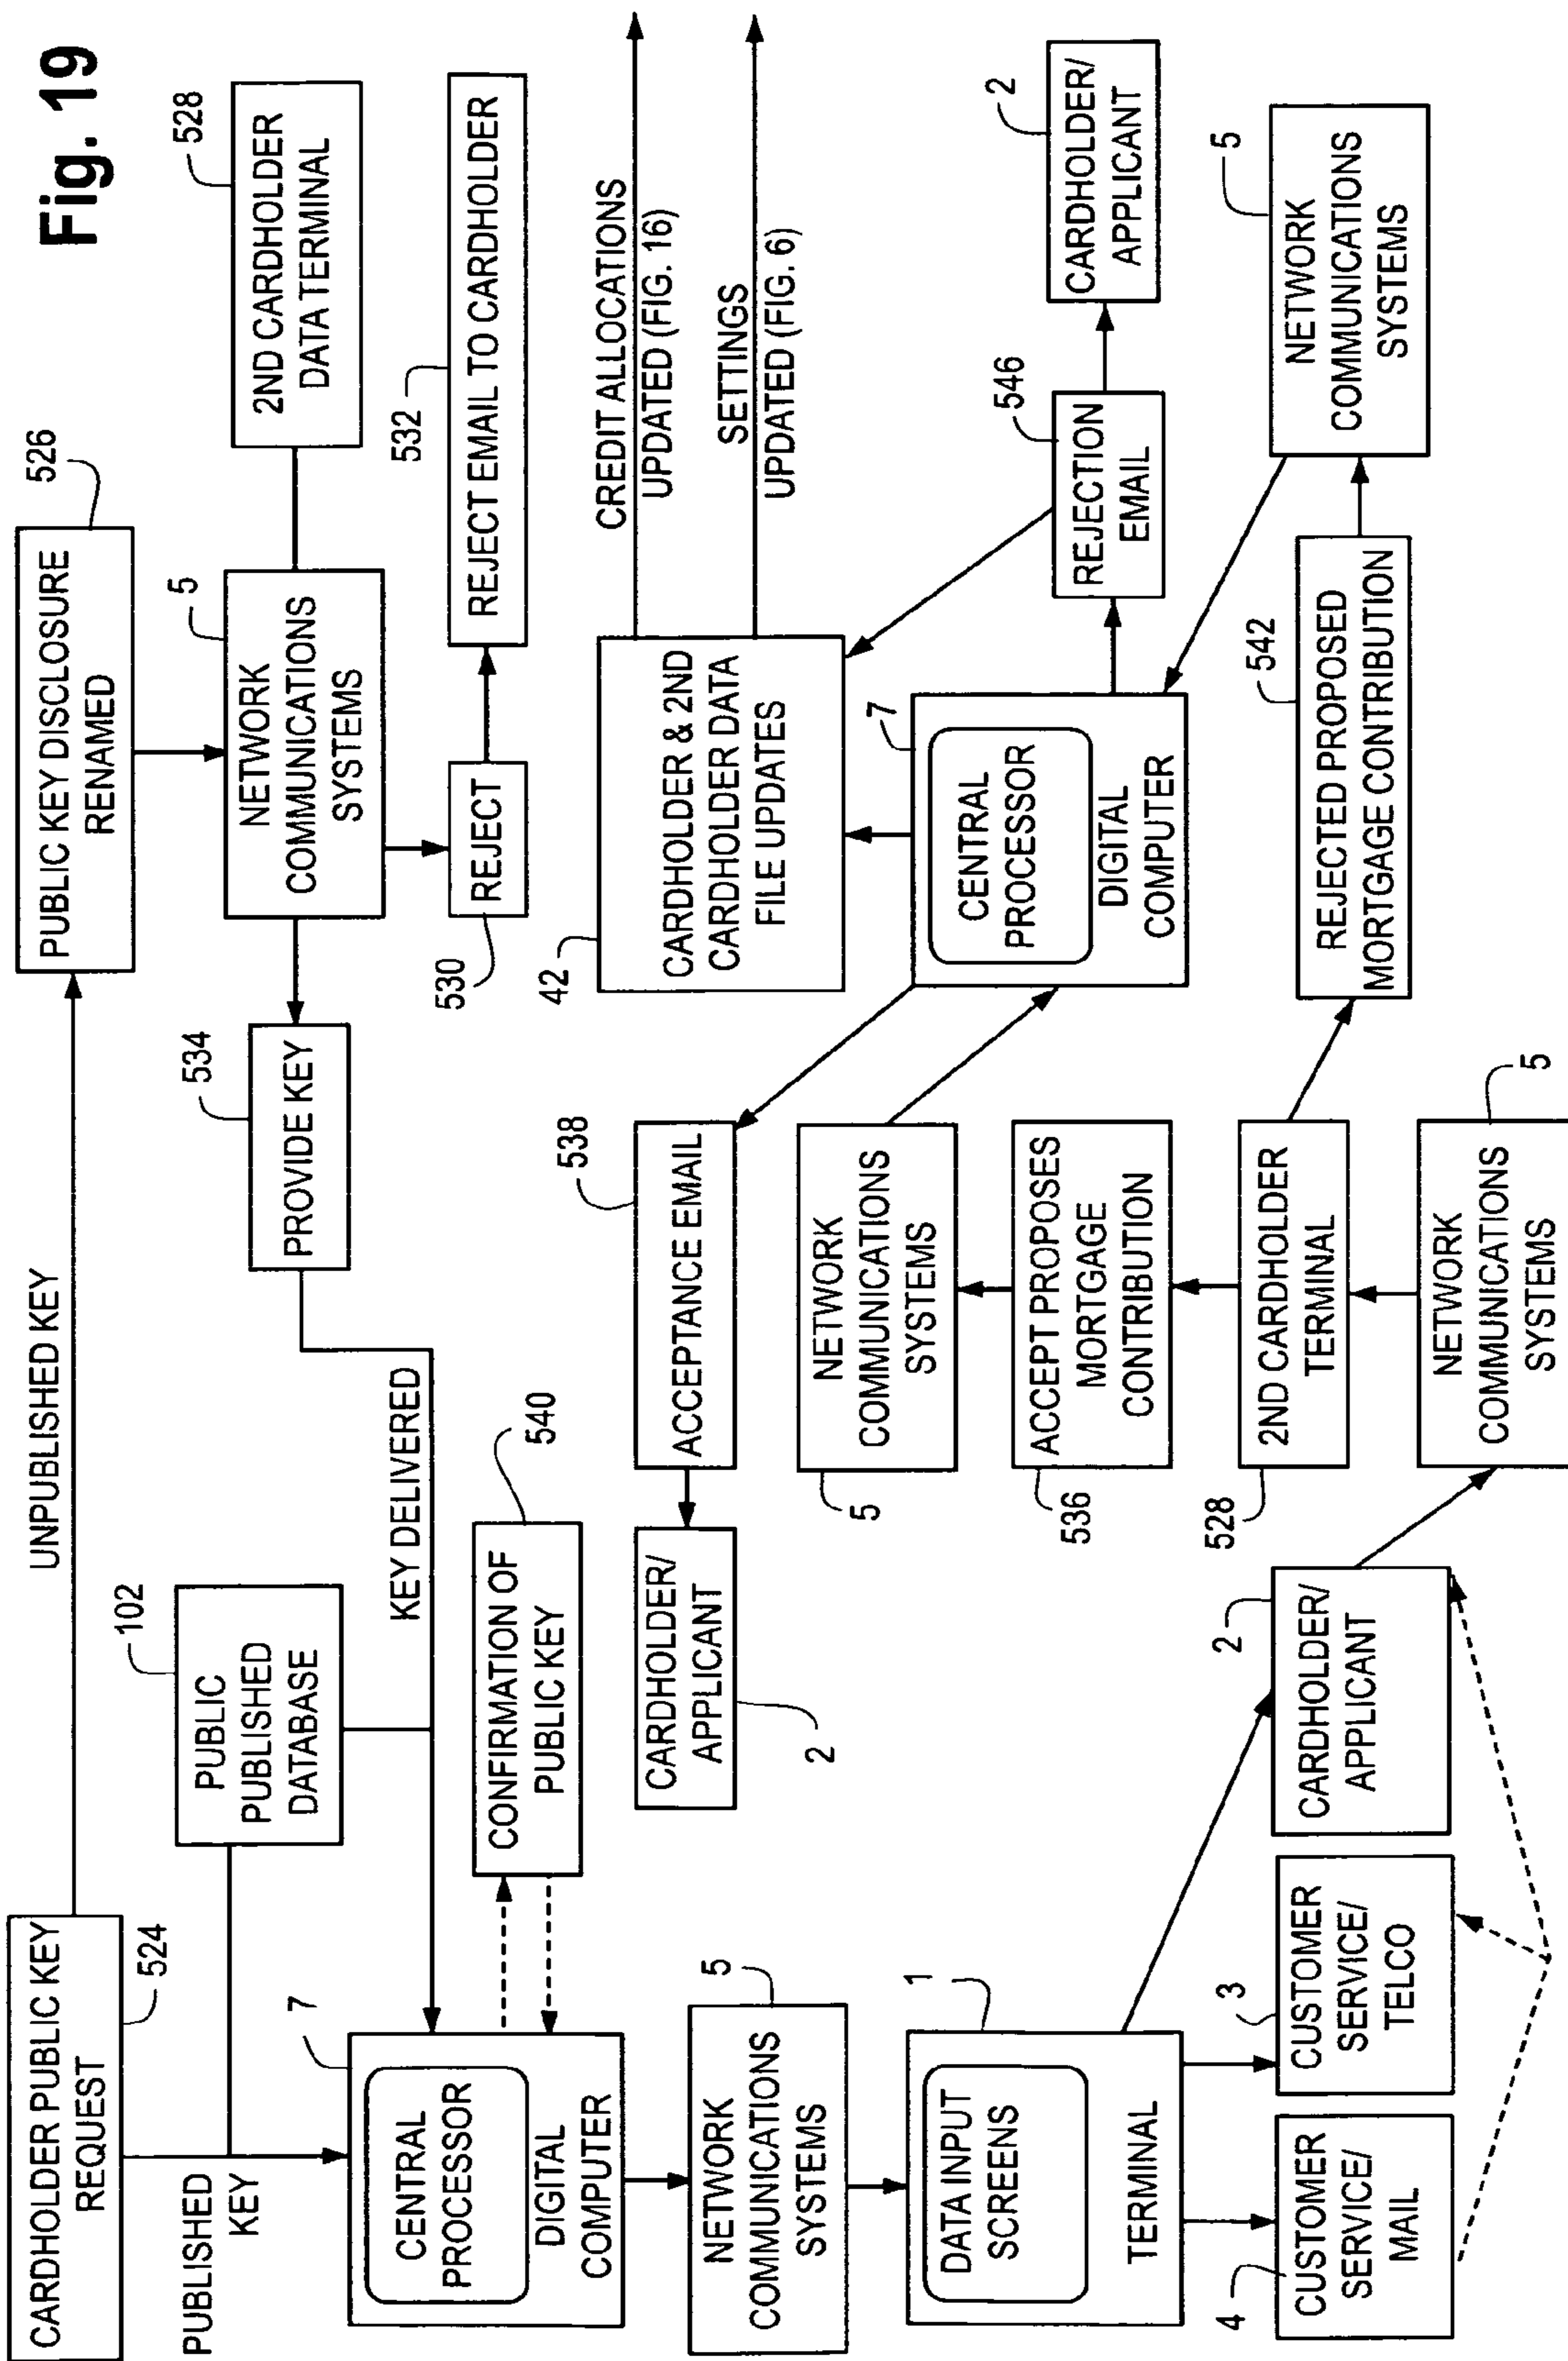 Fig. 19
CARDHOLDER PUBLIC KEY
REQUEST
524
UNPUBLISHED KEY
PUBLISHED
KEY
PUBLIC KEY DISCLOSURE
RENAMED
526
102
PUBLIC
PUBLISHED
DATABASE
534
PROVIDE KEY
5
NETWORK
COMMUNICATIONS
SYSTEMS
528
2ND CARDHOLDER
DATA TERMINAL
KEY DELIVERED
530
REJECT
532
REJECT EMAIL TO CARDHOLDER
7
CENTRAL
PROCESSOR
DIGITAL
COMPUTER
540
CONFIRMATION OF
PUBLIC KEY
538
ACCEPTANCE EMAIL
CARDHOLDER/
APPLICANT
2
42
CARDHOLDER & 2ND
CARDHOLDER DATA
FILE UPDATES
CREDIT ALLOCATIONS
UPDATED (FIG. 16)
SETTINGS
UPDATED (FIG. 6)
5
NETWORK
COMMUNICATIONS
SYSTEMS
NETWORK
COMMUNICATIONS
SYSTEMS
5
7
CENTRAL
PROCESSOR
DIGITAL
COMPUTER
546
REJECTION
EMAIL
2
CARDHOLDER/
APPLICANT
1
DATA INPUT
SCREENS
TERMINAL
ACCEPT PROPOSES
MORTGAGE
CONTRIBUTION
536
4
CUSTOMER
SERVICE/
MAIL
3
CUSTOMER
SERVICE/
TELCO
2
CARDHOLDER/
APPLICANT
528
2ND CARDHOLDER
TERMINAL
542
REJECTED PROPOSED
MORTGAGE CONTRIBUTION
5
NETWORK
COMMUNICATIONS
SYSTEMS
5
NETWORK
COMMUNICATIONS
SYSTEMS